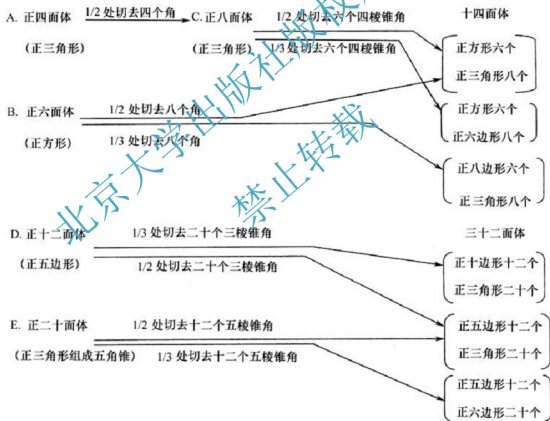 A. 正四面体
1/2 处切去四个角
C. 正八面体
1/2 处切去六个四棱锥角
十四面体
(正三角形)
(正三角形)
1/3 处切去六个四棱锥角
正方形六个
正三角形八个
B. 正六面体
1/2 处切去八个角
(正方形)
1/3 处切去八个角
正方形六个
正六边形八个
正八边形六个
正三角形八个
D. 正十二面体
1/3 处切去二十个三棱锥角
三十二面体
(正五边形)
1/2 处切去二十个三棱锥角
正十边形十二个
正三角形二十个
E. 正二十面体
1/2 处切去十二个五棱锥角
正五边形十二个
正三角形二十个
(正三角形组成五角锥)
1/3 处切去十二个五棱锥角
正五边形十二个
正六边形二十个
北京大学出版社版权
禁止转载